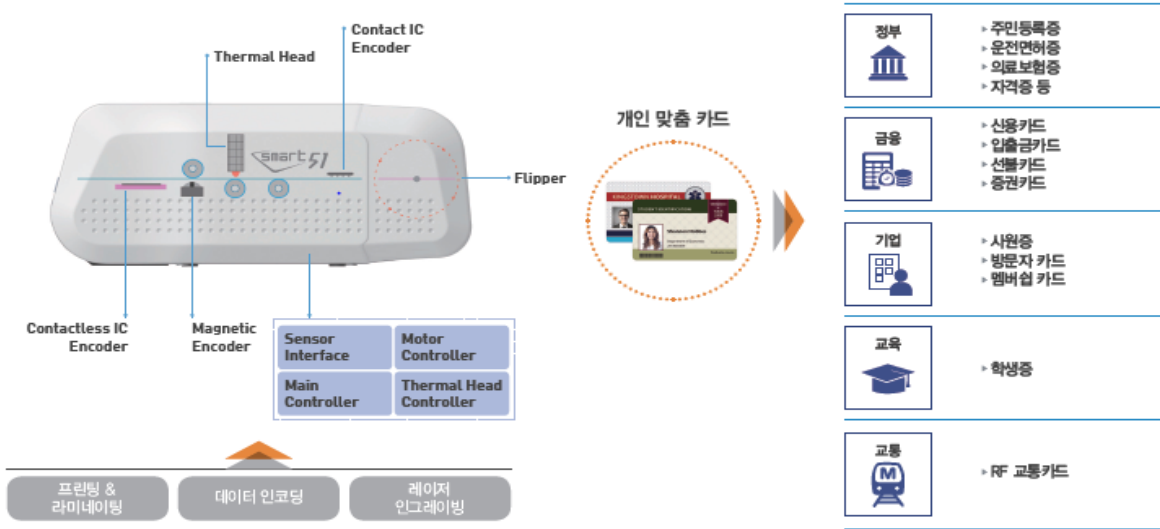 Contact IC
Encoder
Thermal Head
smart 51
Flipper
Contactless IC
Encoder
Magnetic
Encoder
Sensor
Interface
Motor
Controller
Main
Controller
Thermal Head
Controller
프린팅 &
라미네이팅
데이터 인코딩
레이저
인그레이빙
개인 맞춤 카드
정부
▸ 주민등록증
▸ 운전면허증
▸ 의료보험증
▸ 자격증 등
금융
▸ 신용카드
▸ 입출금카드
▸ 선불카드
▸ 증권카드
기업
▸ 사원증
▸ 방문자 카드
▸ 멤버쉽 카드
교육
▸ 학생증
교통
M
▸ RF 교통카드